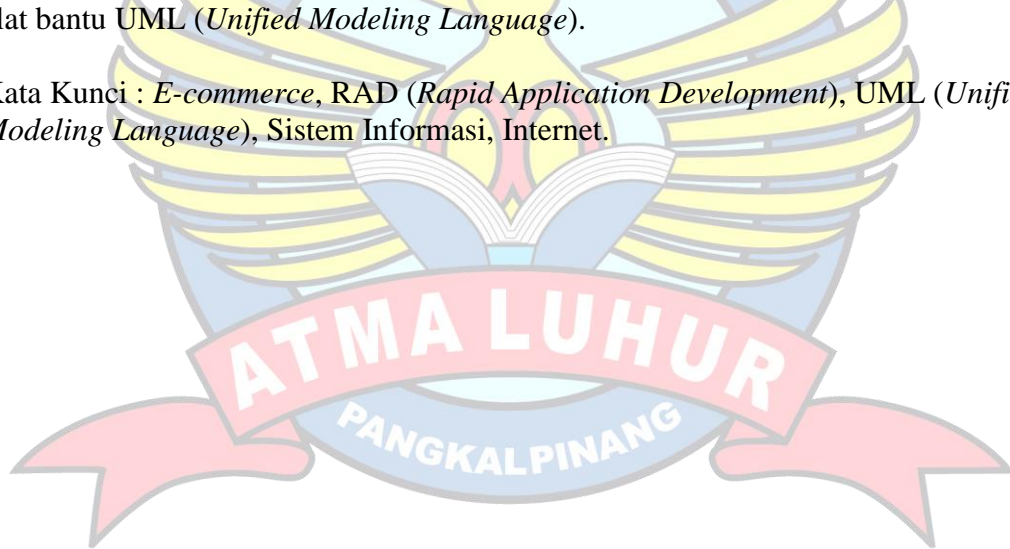 lat bantu UML (Unified Modeling Language).
Kata Kunci : E-commerce, RAD (Rapid Application Development), UML (Unifi
Modeling Language), Sistem Informasi, Internet.
ATMA LUHUR
PANGKALPINANG